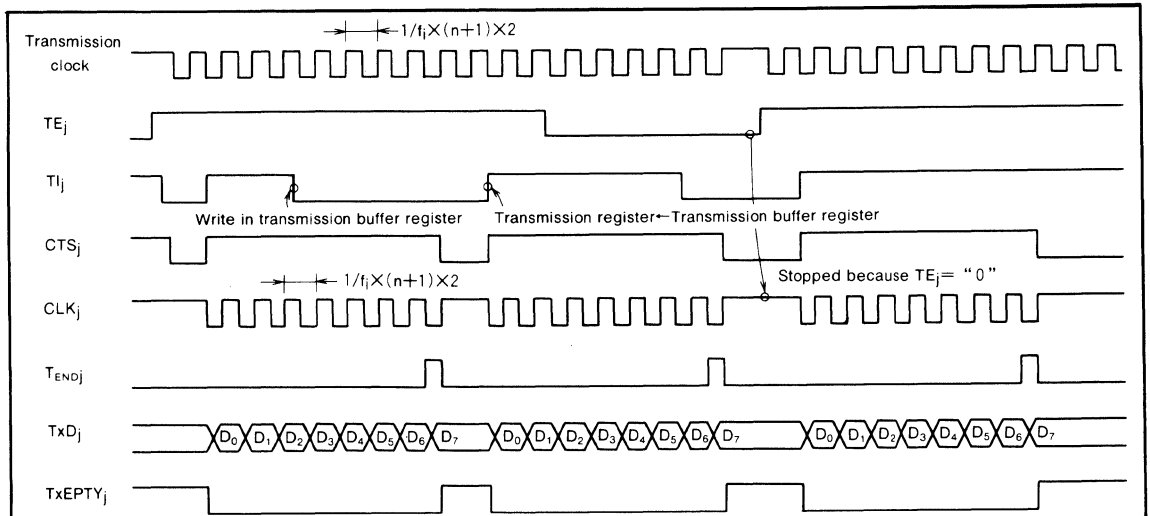 1/fᵢ×(n+1)×2
Transmission
clock
TEⱼ
TIⱼ
Write in transmission buffer register
Transmission register←Transmission buffer register
CTSⱼ
Stopped because TEⱼ= “0”
1/fᵢ×(n+1)×2
CLKⱼ
TENDⱼ
TxDⱼ
D₀ D₁ D₂ D₃ D₄ D₅ D₆ D₇ D₀ D₁ D₂ D₃ D₄ D₅ D₆ D₇ D₀ D₁ D₂ D₃ D₄ D₅ D₆ D₇
TxEPTYⱼ